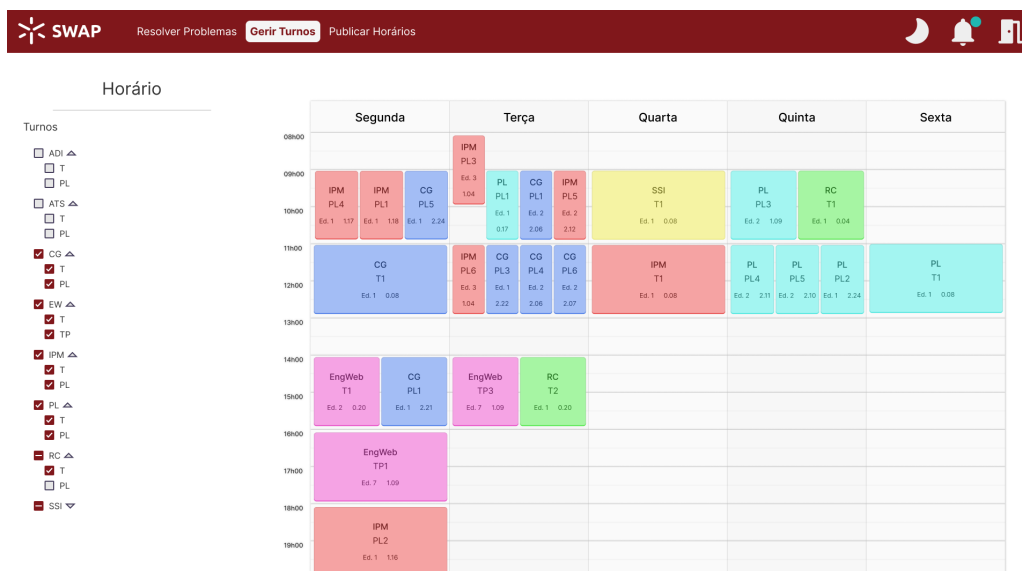 SWAP
Resolver Problemas
Gerir Turnos
Publicar Horários
Horário
Turnos
ADI
T
PL
ATS
T
PL
CG
T
PL
EW
T
TP
IPM
T
PL
PL
T
PL
RC
T
PL
SSI
Segunda
Terça
Quarta
Quinta
Sexta
08h00
09h00
10h00
11h00
12h00
13h00
14h00
15h00
16h00
17h00
18h00
19h00
IPM
PL4
Ed. 1 1.17
IPM
PL1
Ed. 1 1.18
CG
PL5
Ed. 1 2.24
CG
T1
Ed. 1 0.08
EngWeb
T1
Ed. 2 0.20
CG
PL1
Ed. 1 2.21
EngWeb
TP1
Ed. 7 1.09
IPM
PL2
Ed. 1 1.16
IPM
PL3
Ed. 3
1.04
PL
PL1
Ed. 1
0.17
CG
PL1
Ed. 2
2.06
IPM
PL5
Ed. 2
2.12
IPM
PL6
Ed. 3
1.04
CG
PL3
Ed. 1
2.22
CG
PL4
Ed. 2
2.06
CG
PL6
Ed. 2
2.07
EngWeb
TP3
Ed. 7 1.09
RC
T2
Ed. 1 0.20
SSI
T1
Ed. 1 0.08
IPM
T1
Ed. 1 0.08
PL
PL3
Ed. 2 1.09
RC
T1
Ed. 1 0.04
PL
PL4
Ed. 2 2.11
PL
PL5
Ed. 2 2.10
PL
PL2
Ed. 1 2.24
PL
T1
Ed. 1 0.08